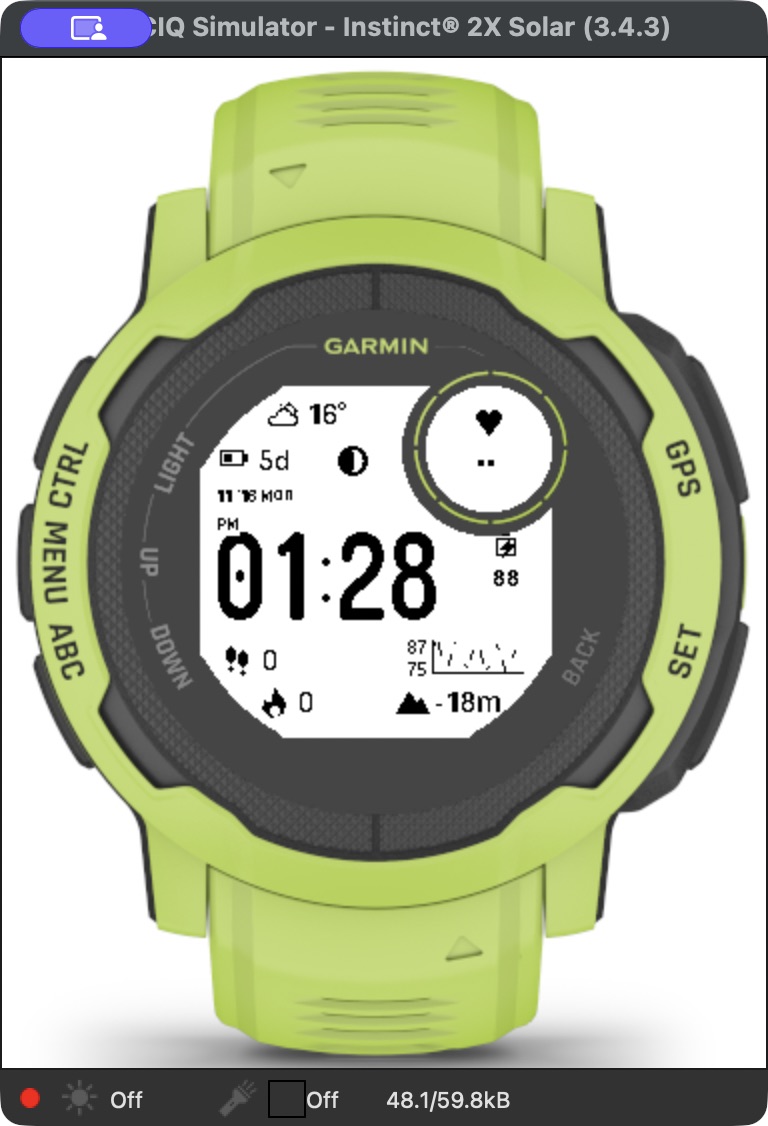 CIQ Simulator - Instinct® 2X Solar (3.4.3)
GARMIN
LIGHT
CTRL
UP
MENU
DOWN
ABC
GPS
SET
BACK
16°
5d
11 16 Mon
PM
01:28
88
0
87
75
0
-18m
Off
Off
48.1/59.8kB